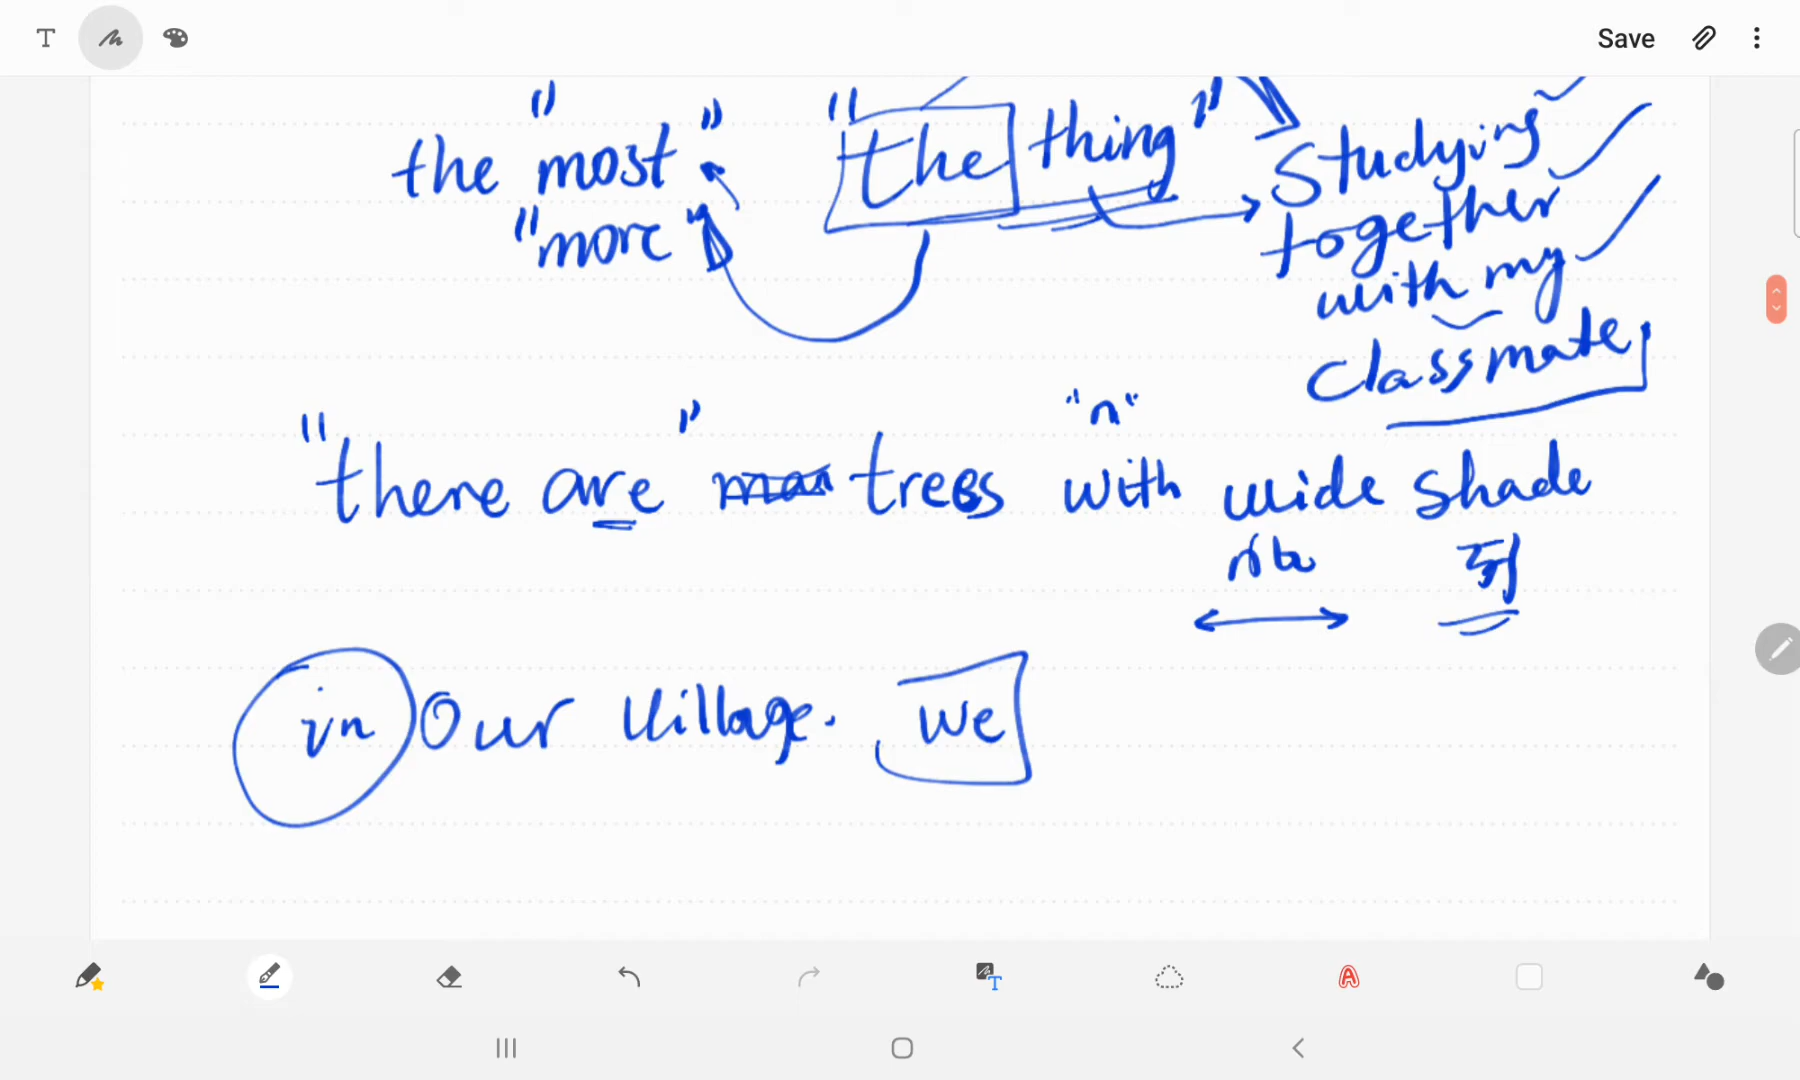 Save
the "most" "the thing"
"more"
Studying
together
with my
classmate
"n"
"there are" trees with wide shade
in Our Village. we